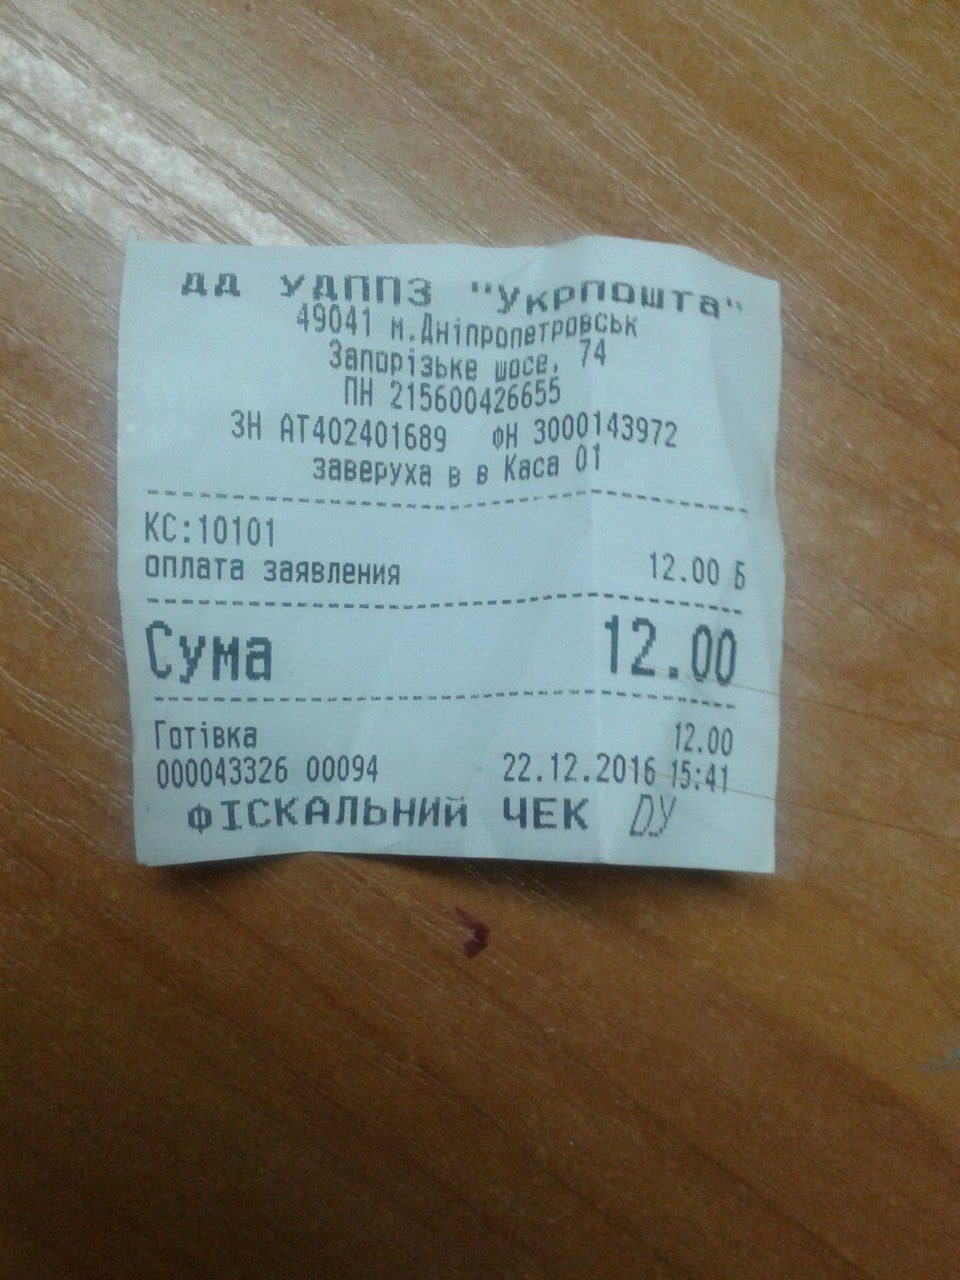 ДД УДППЗ "Укрпошта"
49041 м.Дніпропетровськ
Запорізьке шосе, 74
ПН 215600426655
ЗН АТ402401689 ФН 3000143972
заверуха в в Каса 01
КС:10101
оплата заявления 12.00 Б
Сума 12.00
Готівка 12.00
000043326 00094 22.12.2016 15:41
ФІСКАЛЬНИЙ ЧЕК